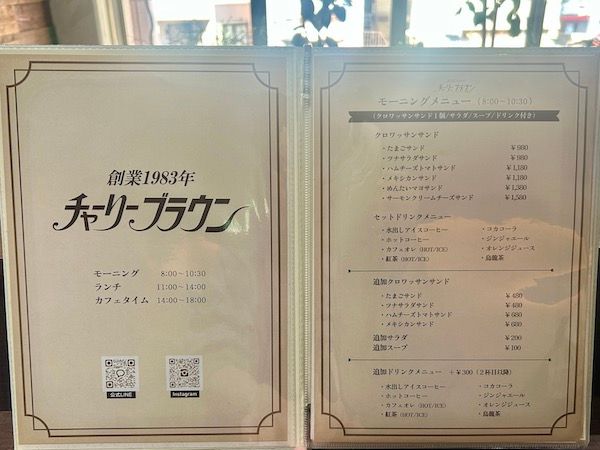 創業1983年
チャーリーブラウン
モーニング 8:00～10:30
ランチ 11:00～14:00
カフェタイム 14:00～18:00
公式LINE
Instagram
チャーリーブラウン
モーニングメニュー（8:00～10:30）
（クロワッサンサンド1個/サラダ/スープ/ドリンク付き）
クロワッサンサンド
・たまごサンド ￥980
・ツナサラダサンド ￥980
・ハムチーズトマトサンド ￥1,180
・メキシカンサンド ￥1,180
・めんたいマヨサンド ￥1,380
・サーモンクリームチーズサンド ￥1,580
セットドリンクメニュー
・水出しアイスコーヒー ・コカコーラ
・ホットコーヒー ・ジンジャエール
・カフェオレ (HOT/ICE) ・オレンジジュース
・紅茶 (HOT/ICE) ・烏龍茶
追加クロワッサンサンド
・たまごサンド ￥480
・ツナサラダサンド ￥480
・ハムチーズトマトサンド ￥680
・メキシカンサンド ￥680
追加サラダ ￥200
追加スープ ￥100
追加ドリンクメニュー ＋￥300（2杯目以降）
・水出しアイスコーヒー ・コカコーラ
・ホットコーヒー ・ジンジャエール
・カフェオレ (HOT/ICE) ・オレンジジュース
・紅茶 (HOT/ICE) ・烏龍茶